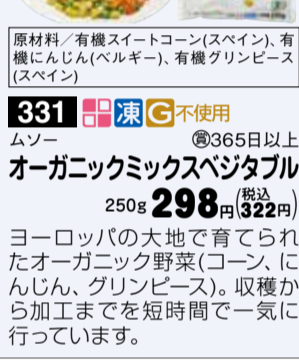 原材料/有機スイートコーン(スペイン)、有
機にんじん(ベルギー)、有機グリンピース
(スペイン)
331 凍 G不使用
ムソー 賞365日以上
オーガニックミックスベジタブル
250g 298円(税込322円)
ヨーロッパの大地で育てられ
たオーガニック野菜(コーン、に
んじん、グリンピース)。収穫か
ら加工までを短時間で一気に
行っています。